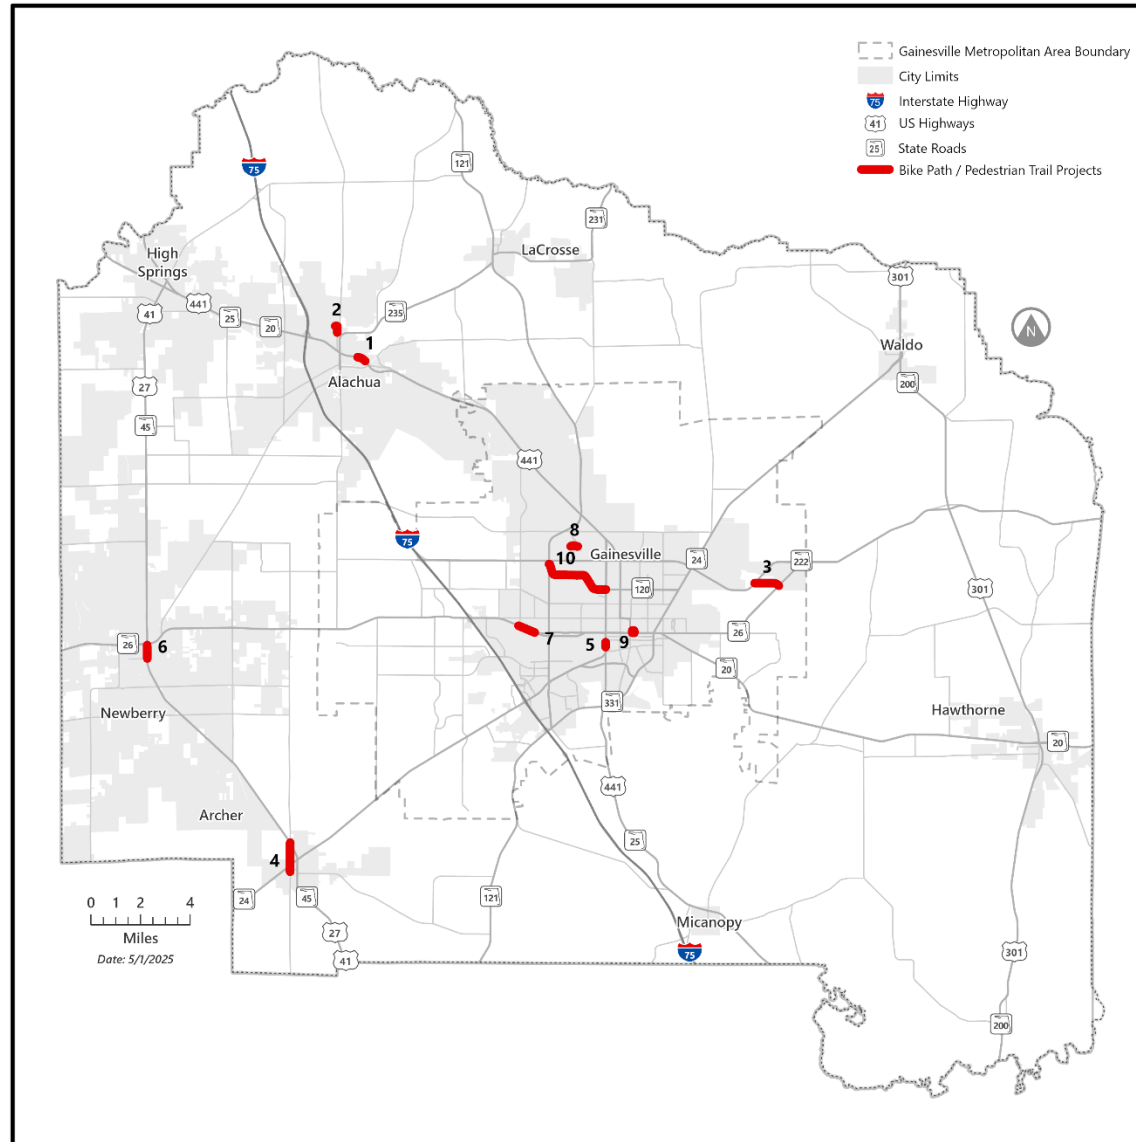 Gainesville Metropolitan Area Boundary
City Limits
75 Interstate Highway
41 US Highways
25 State Roads
Bike Path / Pedestrian Trail Projects
75
121
231
LaCrosse
High
Springs
301
441
41
25
20
235
2
1
N
Waldo
Alachua
200
27
45
441
75
8
Gainesville
10
24
222
3
120
301
26
6
7
5
9
26
20
331
Newberry
Hawthorne
20
441
Archer
25
4
24
45
121
0 1 2 4
Miles
Date: 5/1/2025
27
41
Micanopy
75
301
200